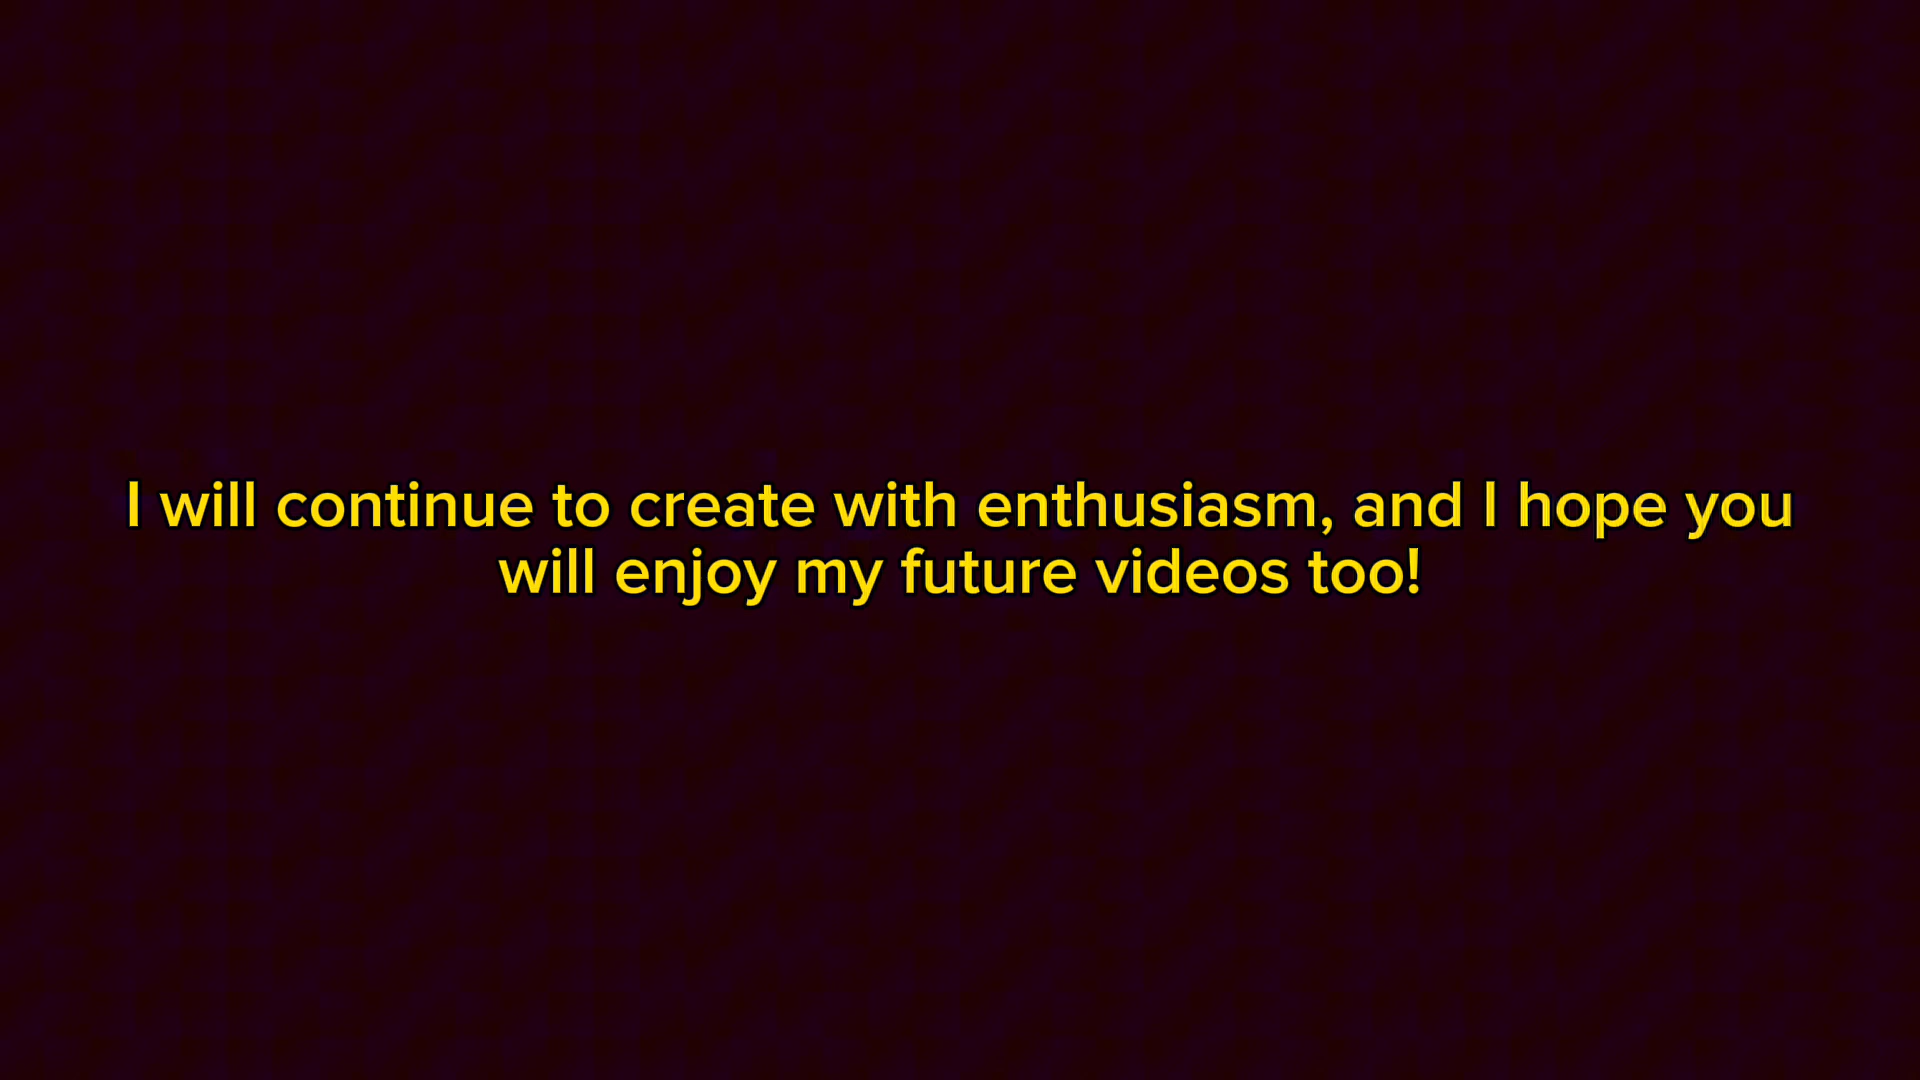 I will continue to create with enthusiasm, and I hope you
will enjoy my future videos too!